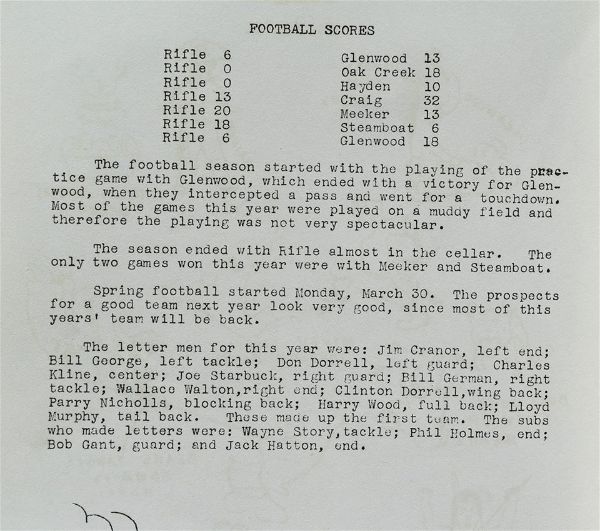 FOOTBALL SCORES
Rifle 6 Glenwood 13
Rifle 0 Oak Creek 18
Rifle 0 Hayden 10
Rifle 13 Craig 32
Rifle 20 Meeker 13
Rifle 18 Steamboat 6
Rifle 6 Glenwood 18
The football season started with the playing of the prac-
tice game with Glenwood, which ended with a victory for Glen-
wood, when they intercepted a pass and went for a touchdown.
Most of the games this year were played on a muddy field and
therefore the playing was not very spectacular.
The season ended with Rifle almost in the cellar. The
only two games won this year were with Meeker and Steamboat.
Spring football started Monday, March 30. The prospects
for a good team next year look very good, since most of this
years' team will be back.
The letter men for this year were: Jim Cranor, left end;
Bill George, left tackle; Don Dorrell, left guard; Charles
Kline, center; Joe Starbuck, right guard; Bill German, right
tackle; Wallace Walton,right end; Clinton Dorrell,wing back;
Parry Nicholls, blocking back; Harry Wood, full back; Lloyd
Murphy, tail back. These made up the first team. The subs
who made letters were: Wayne Story,tackle; Phil Holmes, end;
Bob Gant, guard; and Jack Hatton, end.